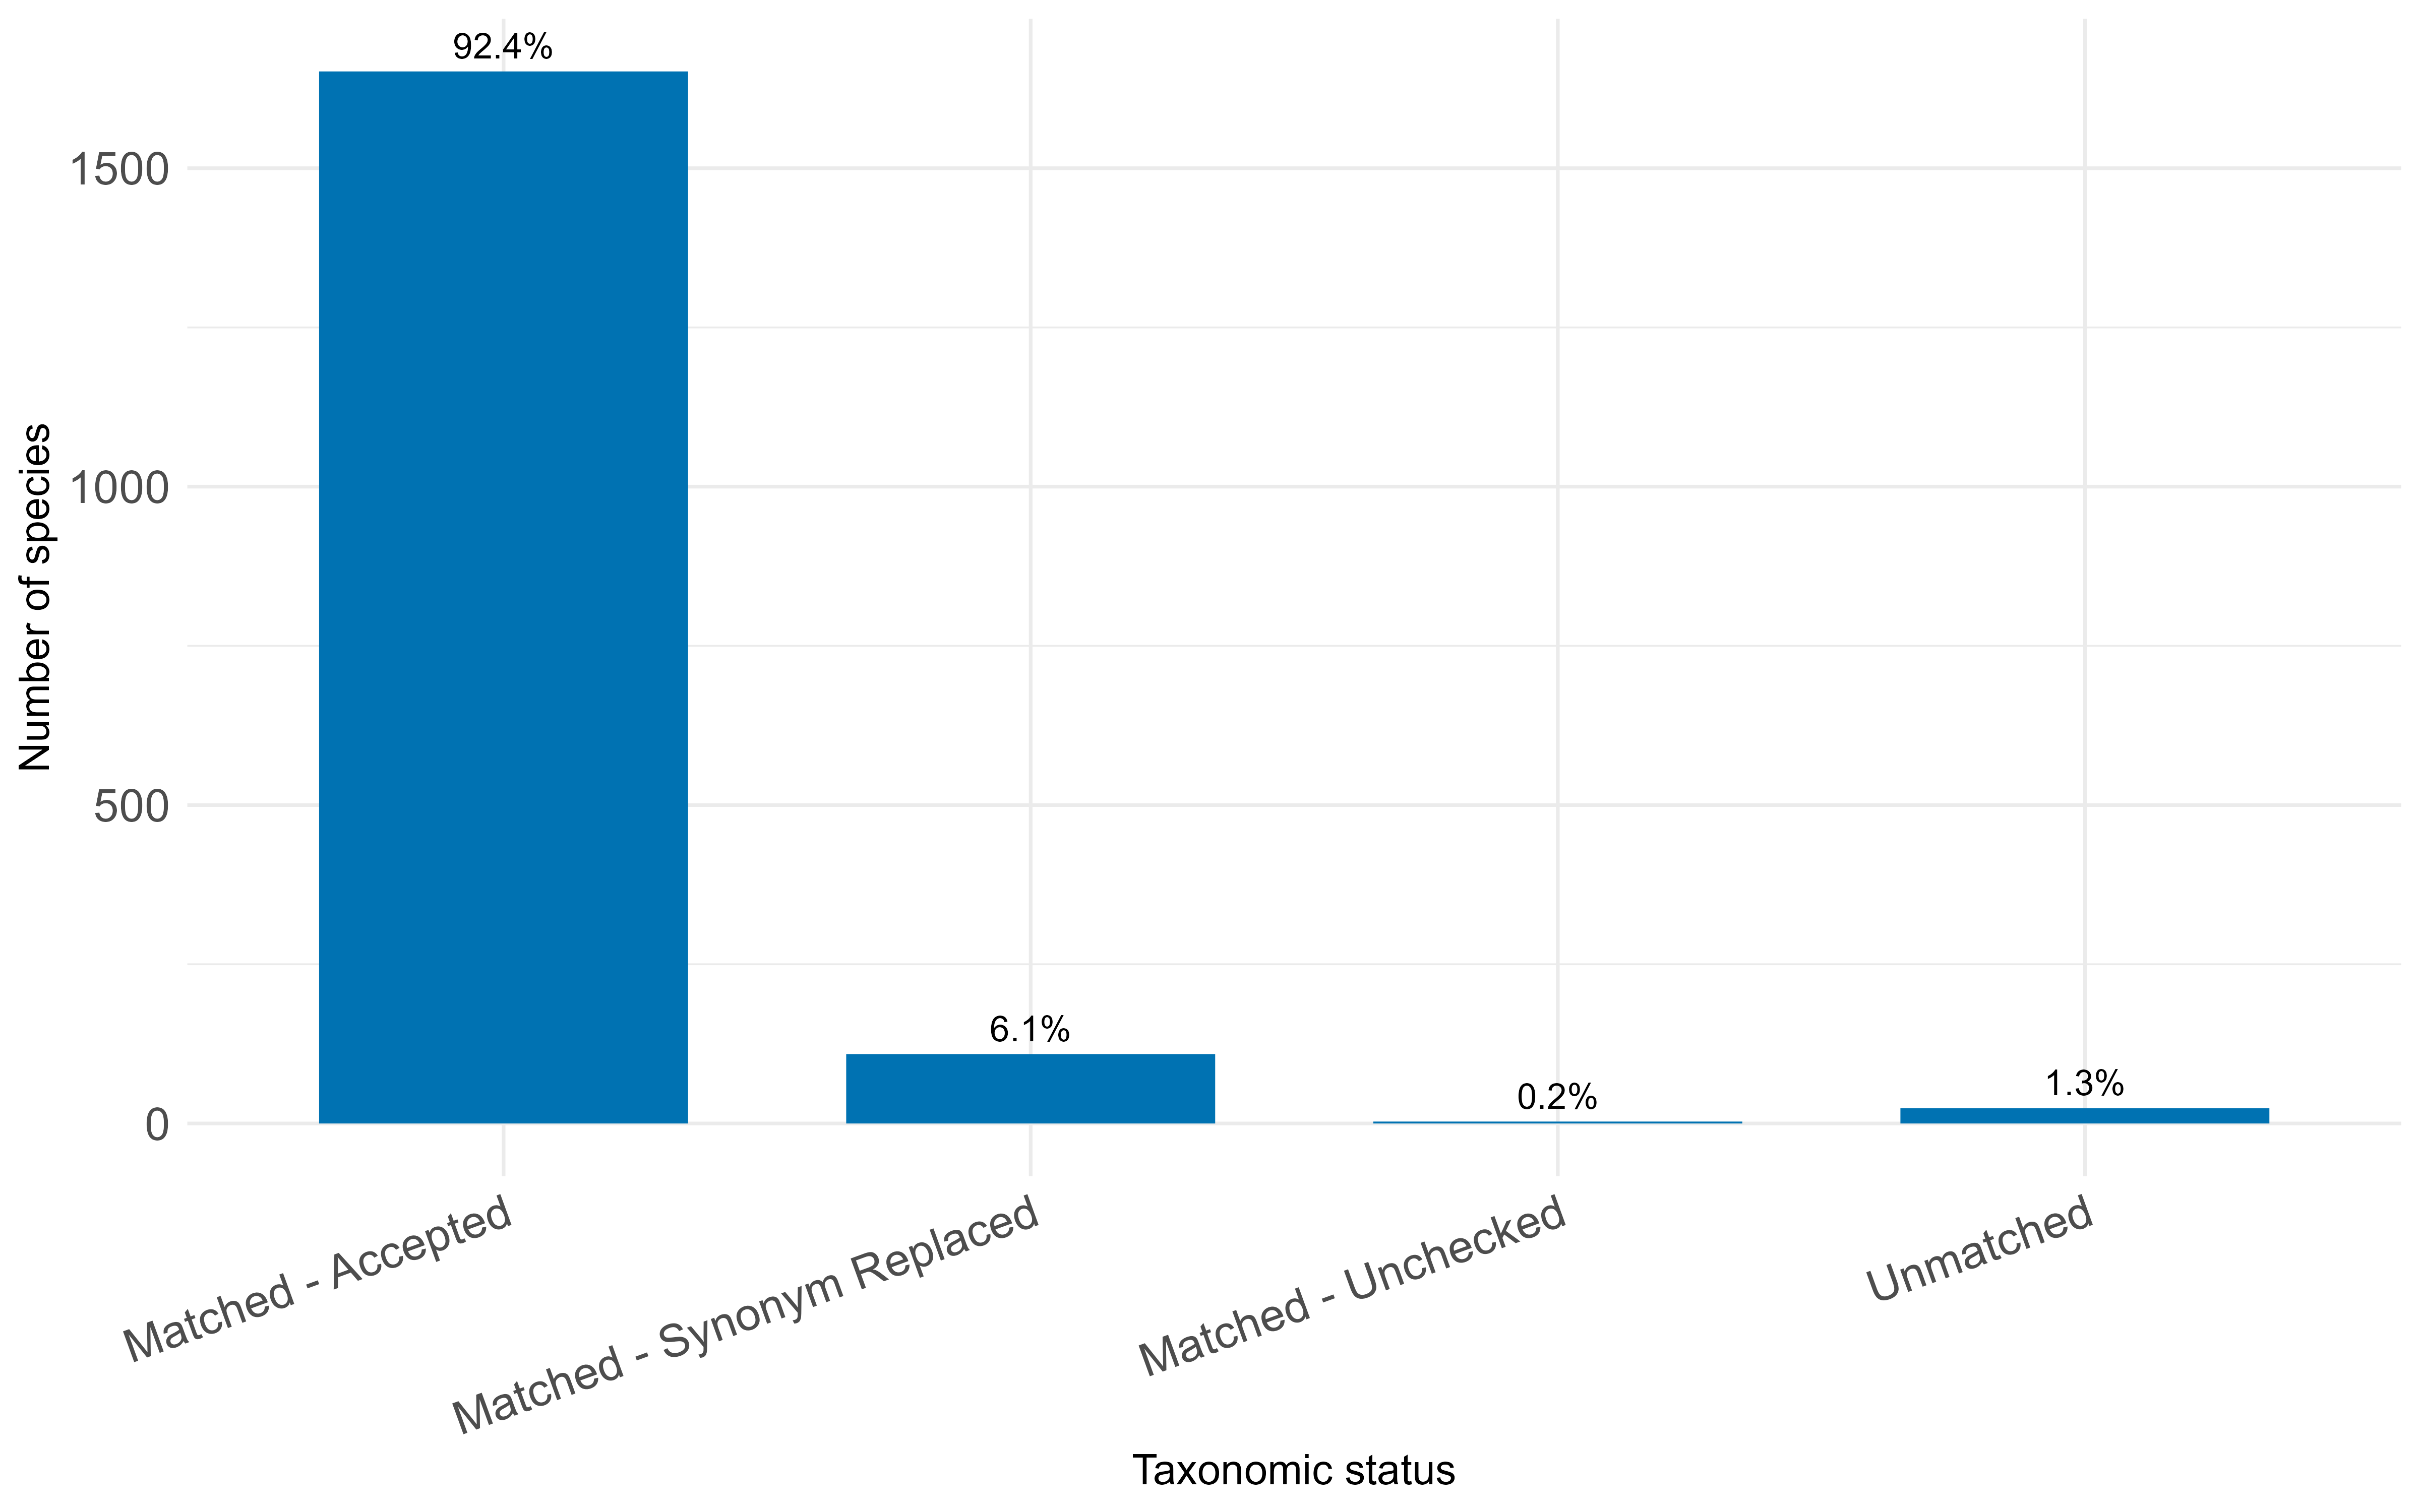 92.4%
1500
1000
500
0
Number of species
6.1%
0.2%
1.3%
Matched - Accepted
Matched - Synonym Replaced
Matched - Unchecked
Unmatched
Taxonomic status